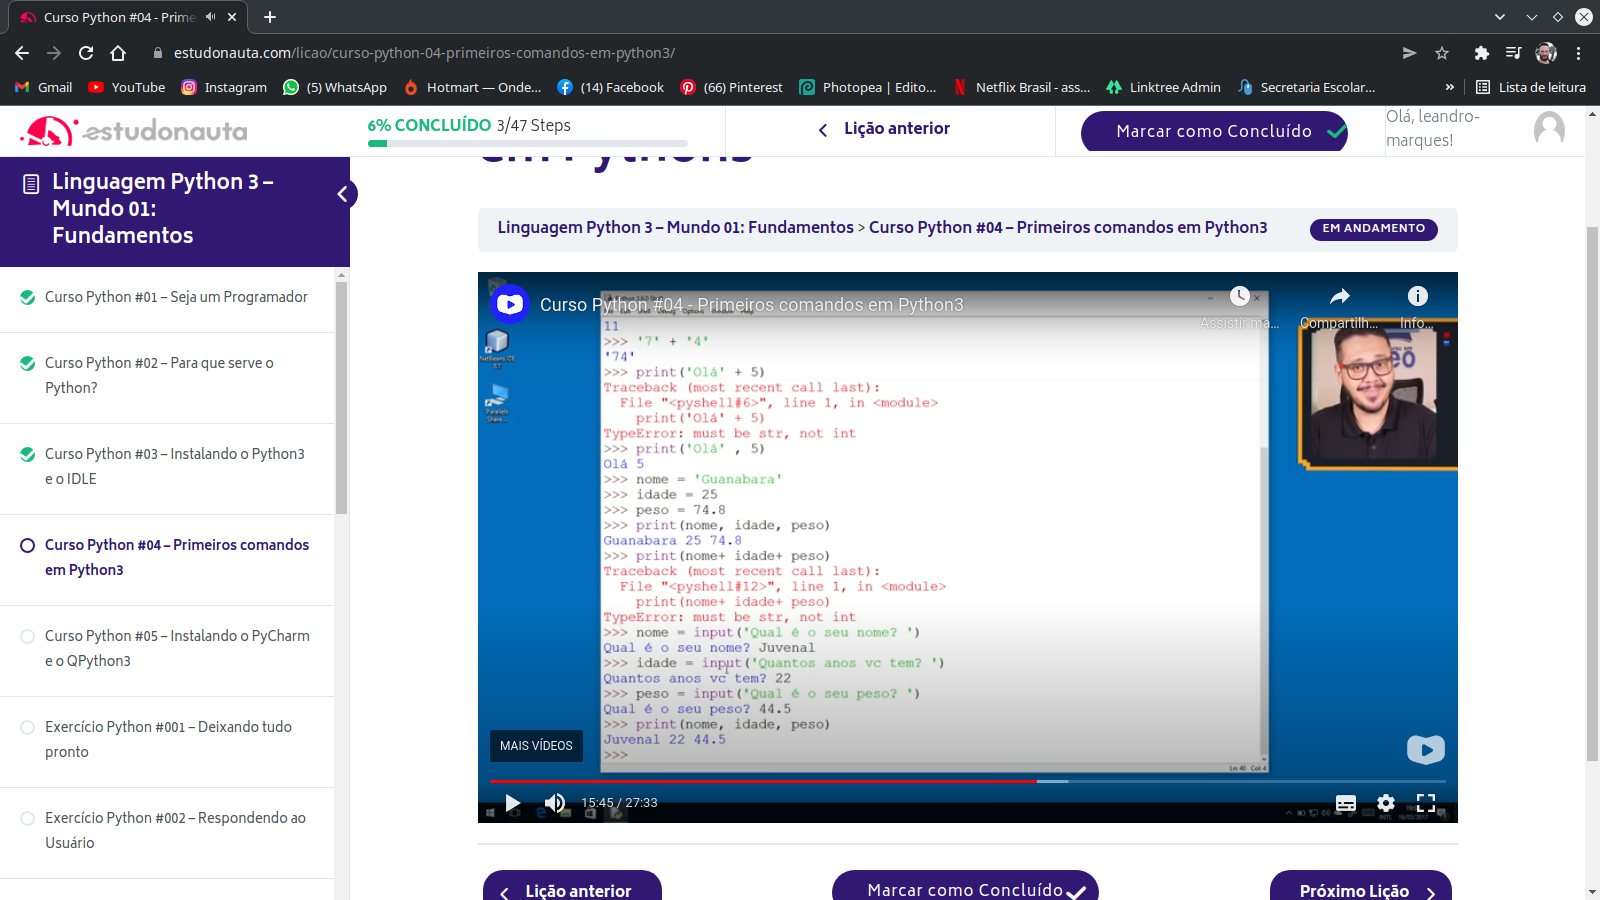 Curso Python #04 - Prime
estudonauta.com/licao/curso-python-04-primeiros-comandos-em-python3/
Gmail
YouTube
Instagram
(5) WhatsApp
Hotmart — Onde...
(14) Facebook
(66) Pinterest
Photopea | Edito...
Netflix Brasil - ass...
Linktree Admin
Secretaria Escolar...
»
Lista de leitura
estudonauta
6% CONCLUÍDO 3/47 Steps
Lição anterior
Marcar como Concluído
Olá, leandro-
marques!
Linguagem Python 3 –
Mundo 01:
Fundamentos
Curso Python #01 – Seja um Programador
Curso Python #02 – Para que serve o
Python?
Curso Python #03 – Instalando o Python3
e o IDLE
Curso Python #04 – Primeiros comandos
em Python3
Curso Python #05 – Instalando o PyCharm
e o QPython3
Exercício Python #001 – Deixando tudo
pronto
Exercício Python #002 – Respondendo ao
Usuário
em Python3
Linguagem Python 3 – Mundo 01: Fundamentos > Curso Python #04 – Primeiros comandos em Python3
EM ANDAMENTO
Curso Python #04 - Primeiros comandos em Python3
Assistir ma...
Compartilh...
Info...
11
>>> '7' + '4'
'74'
>>> print('Olá' + 5)
Traceback (most recent call last):
File "<pyshell#6>", line 1, in <module>
print('Olá' + 5)
TypeError: must be str, not int
>>> print('Olá' , 5)
Olá 5
>>> nome = 'Guanabara'
>>> idade = 25
>>> peso = 74.8
>>> print(nome, idade, peso)
Guanabara 25 74.8
>>> print(nome+ idade+ peso)
Traceback (most recent call last):
File "<pyshell#12>", line 1, in <module>
print(nome+ idade+ peso)
TypeError: must be str, not int
>>> nome = input('Qual é o seu nome? ')
Qual é o seu nome? Juvenal
>>> idade = input('Quantos anos vc tem? ')
Quantos anos vc tem? 22
>>> peso = input('Qual é o seu peso? ')
Qual é o seu peso? 44.5
>>> print(nome, idade, peso)
Juvenal 22 44.5
>>>
Ln: 40 Col: 4
MAIS VÍDEOS
15:45 / 27:33
Lição anterior
Marcar como Concluído
Próximo Lição